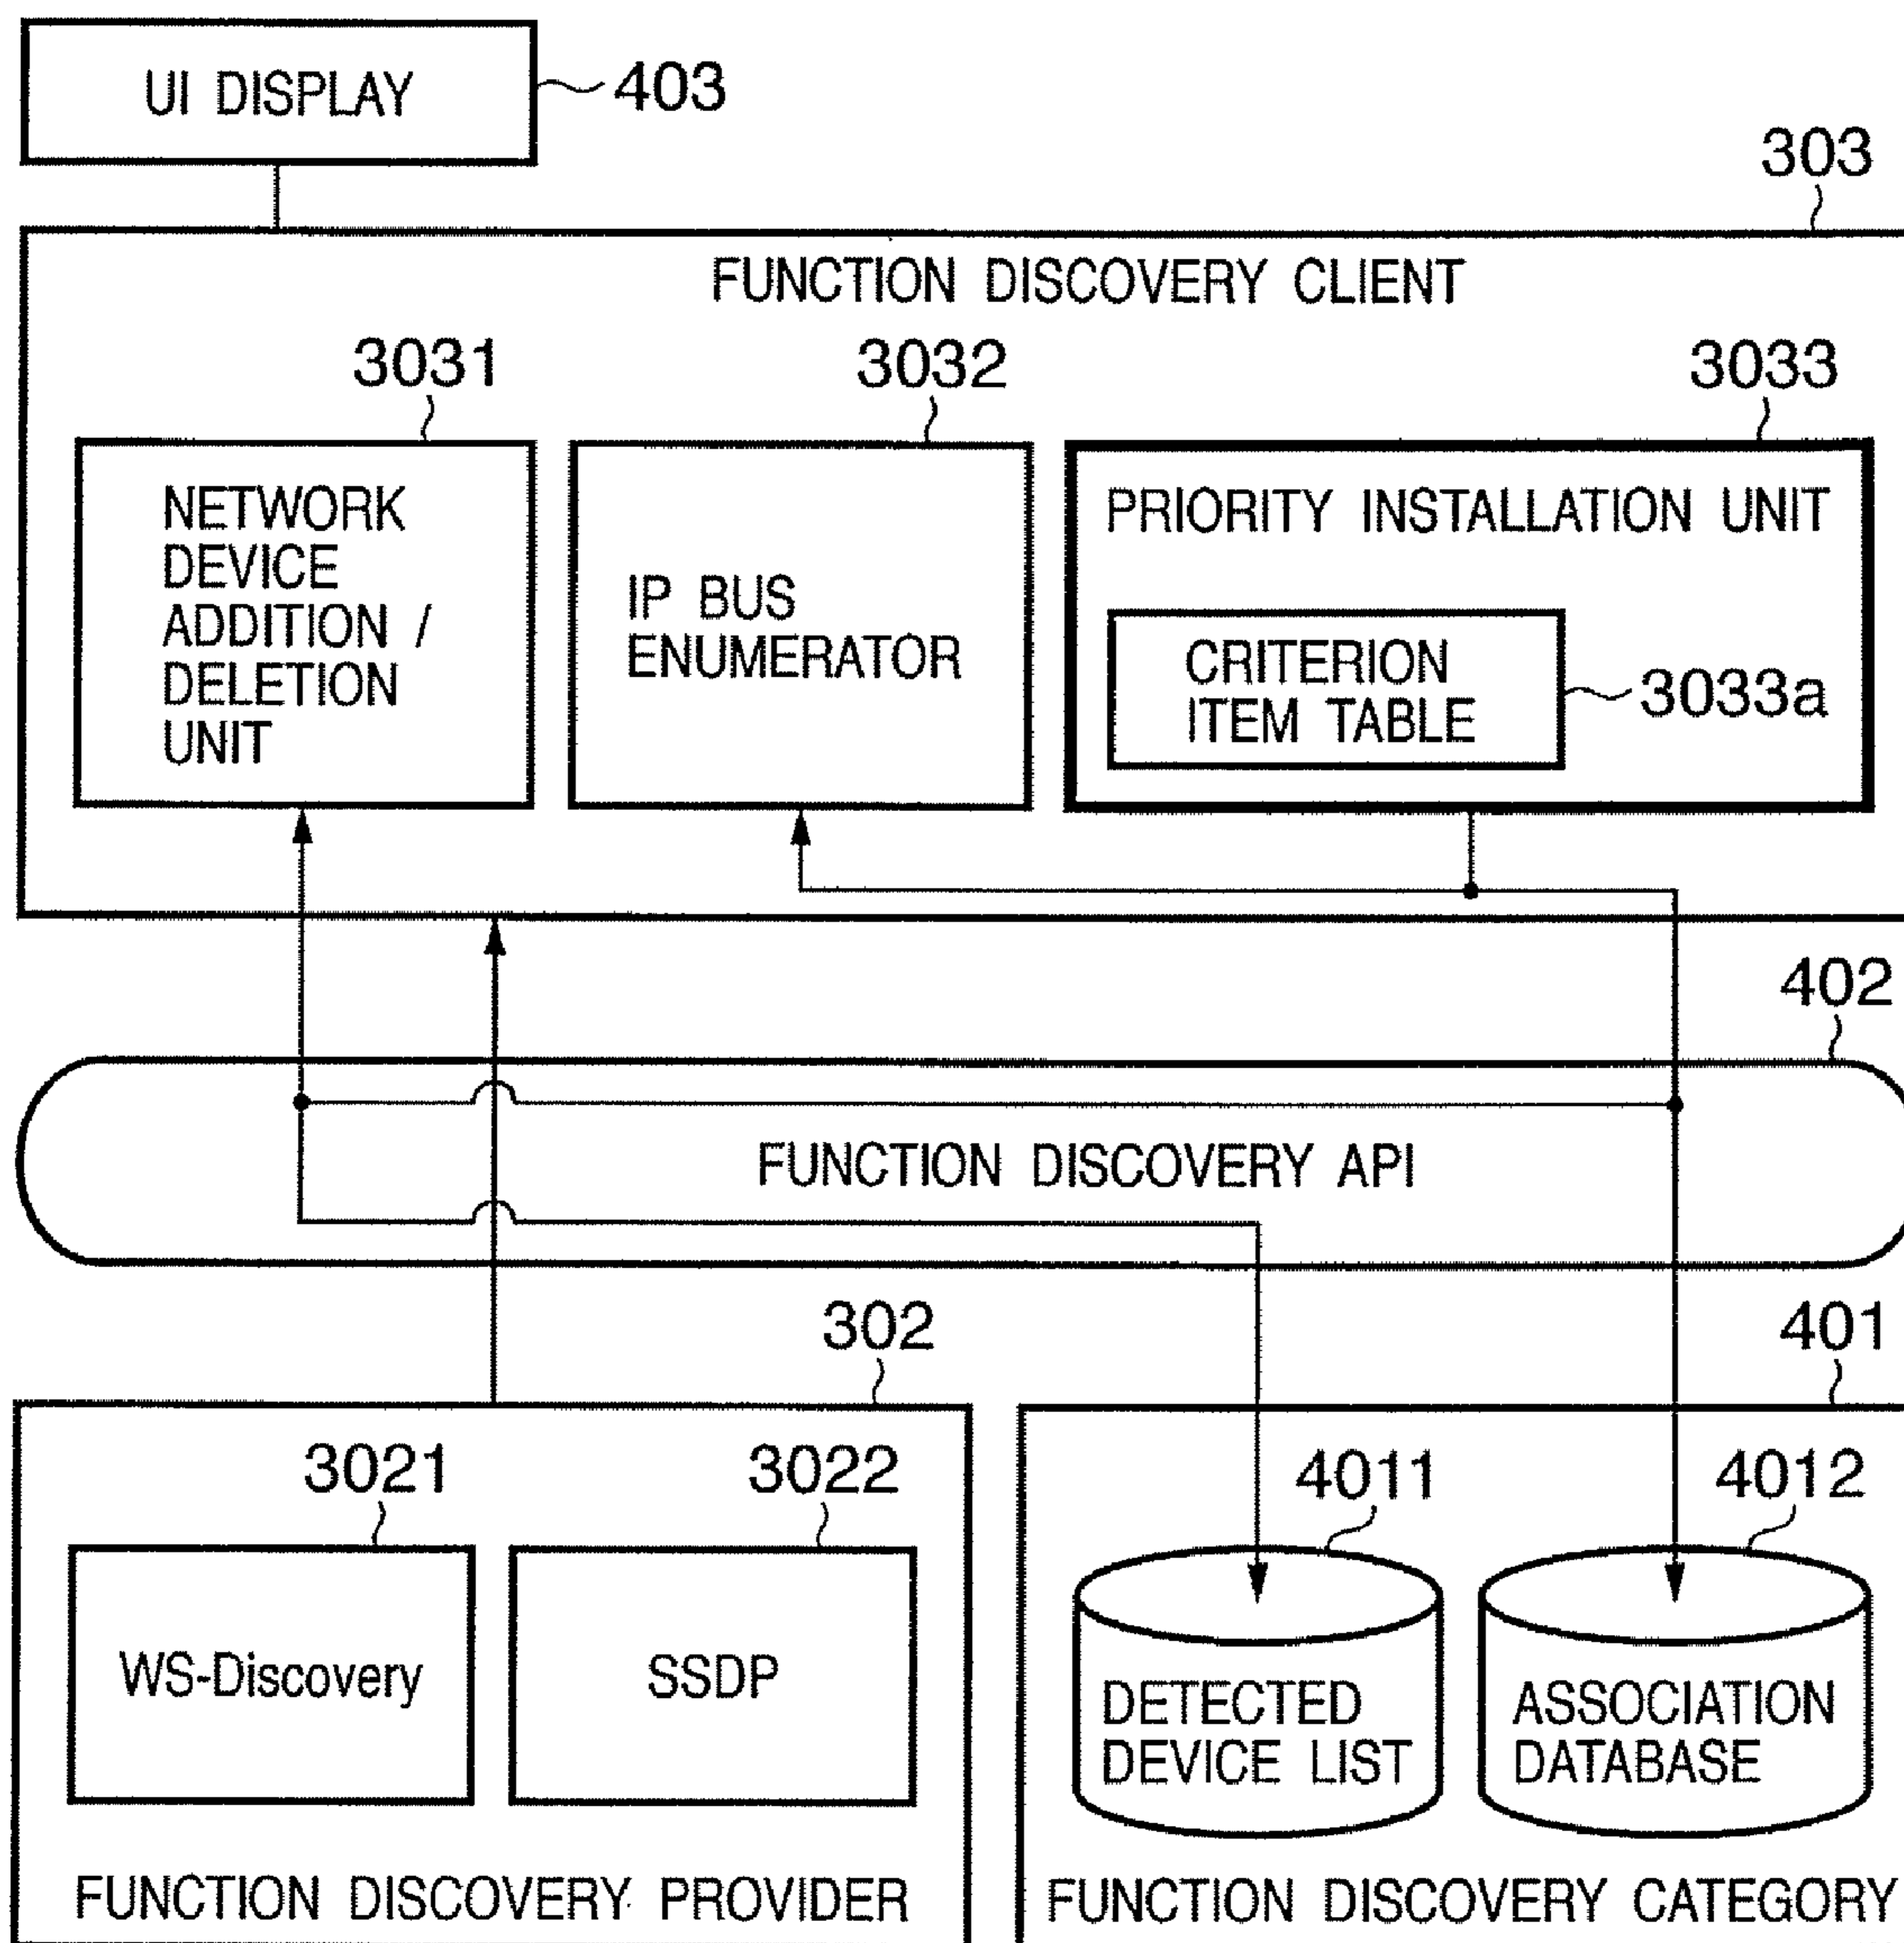 UI DISPLAY
403
303
FUNCTION DISCOVERY CLIENT
3031
3032
3033
NETWORK
DEVICE
ADDITION /
DELETION
UNIT
IP BUS
ENUMERATOR
PRIORITY INSTALLATION UNIT
CRITERION
ITEM TABLE
3033a
402
FUNCTION DISCOVERY API
302
401
3021
3022
4011
4012
WS-Discovery
SSDP
DETECTED
DEVICE LIST
ASSOCIATION
DATABASE
FUNCTION DISCOVERY PROVIDER
FUNCTION DISCOVERY CATEGORY